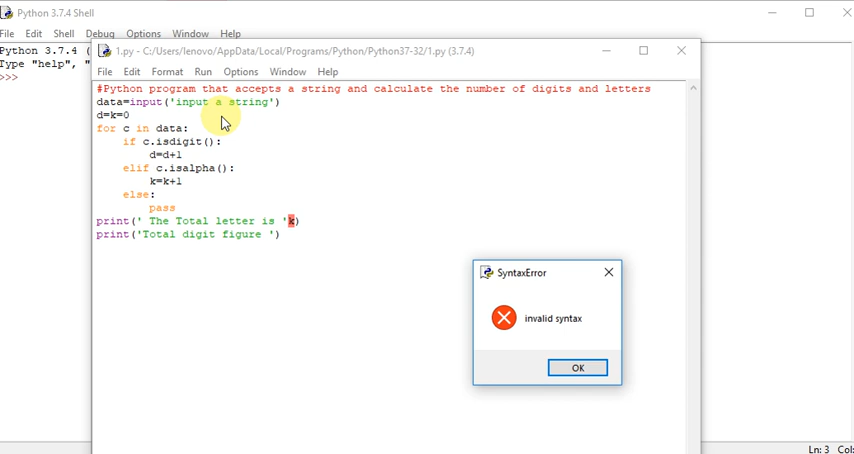 Python 3.7.4 Shell
File Edit Shell Debug Options Window Help
Python 3.7.4 (
Type "help", "
>>>
1.py - C:/Users/lenovo/AppData/Local/Programs/Python/Python37-32/1.py (3.7.4)
File Edit Format Run Options Window Help
#Python program that accepts a string and calculate the number of digits and letters
data=input('input a string')
d=k=0
for c in data:
    if c.isdigit():
        d=d+1
    elif c.isalpha():
        k=k+1
    else:
        pass
print(' The Total letter is 'k)
print('Total digit figure ')
SyntaxError
invalid syntax
OK
Ln: 3 Col: